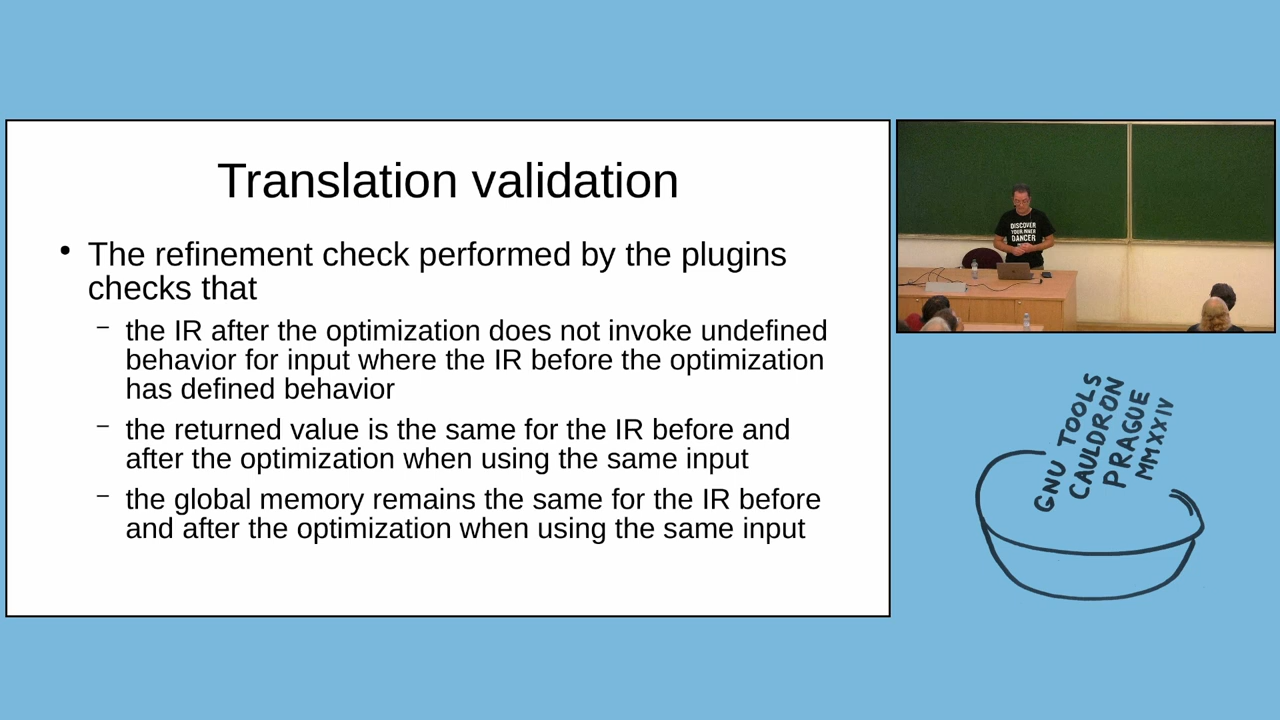 Translation validation
• The refinement check performed by the plugins
checks that
– the IR after the optimization does not invoke undefined
behavior for input where the IR before the optimization
has defined behavior
– the returned value is the same for the IR before and
after the optimization when using the same input
– the global memory remains the same for the IR before
and after the optimization when using the same input
DISCOVER
YOUR INNER
DANCER
GNU TOOLS
CAULDRON
PRAGUE
MMXXIV